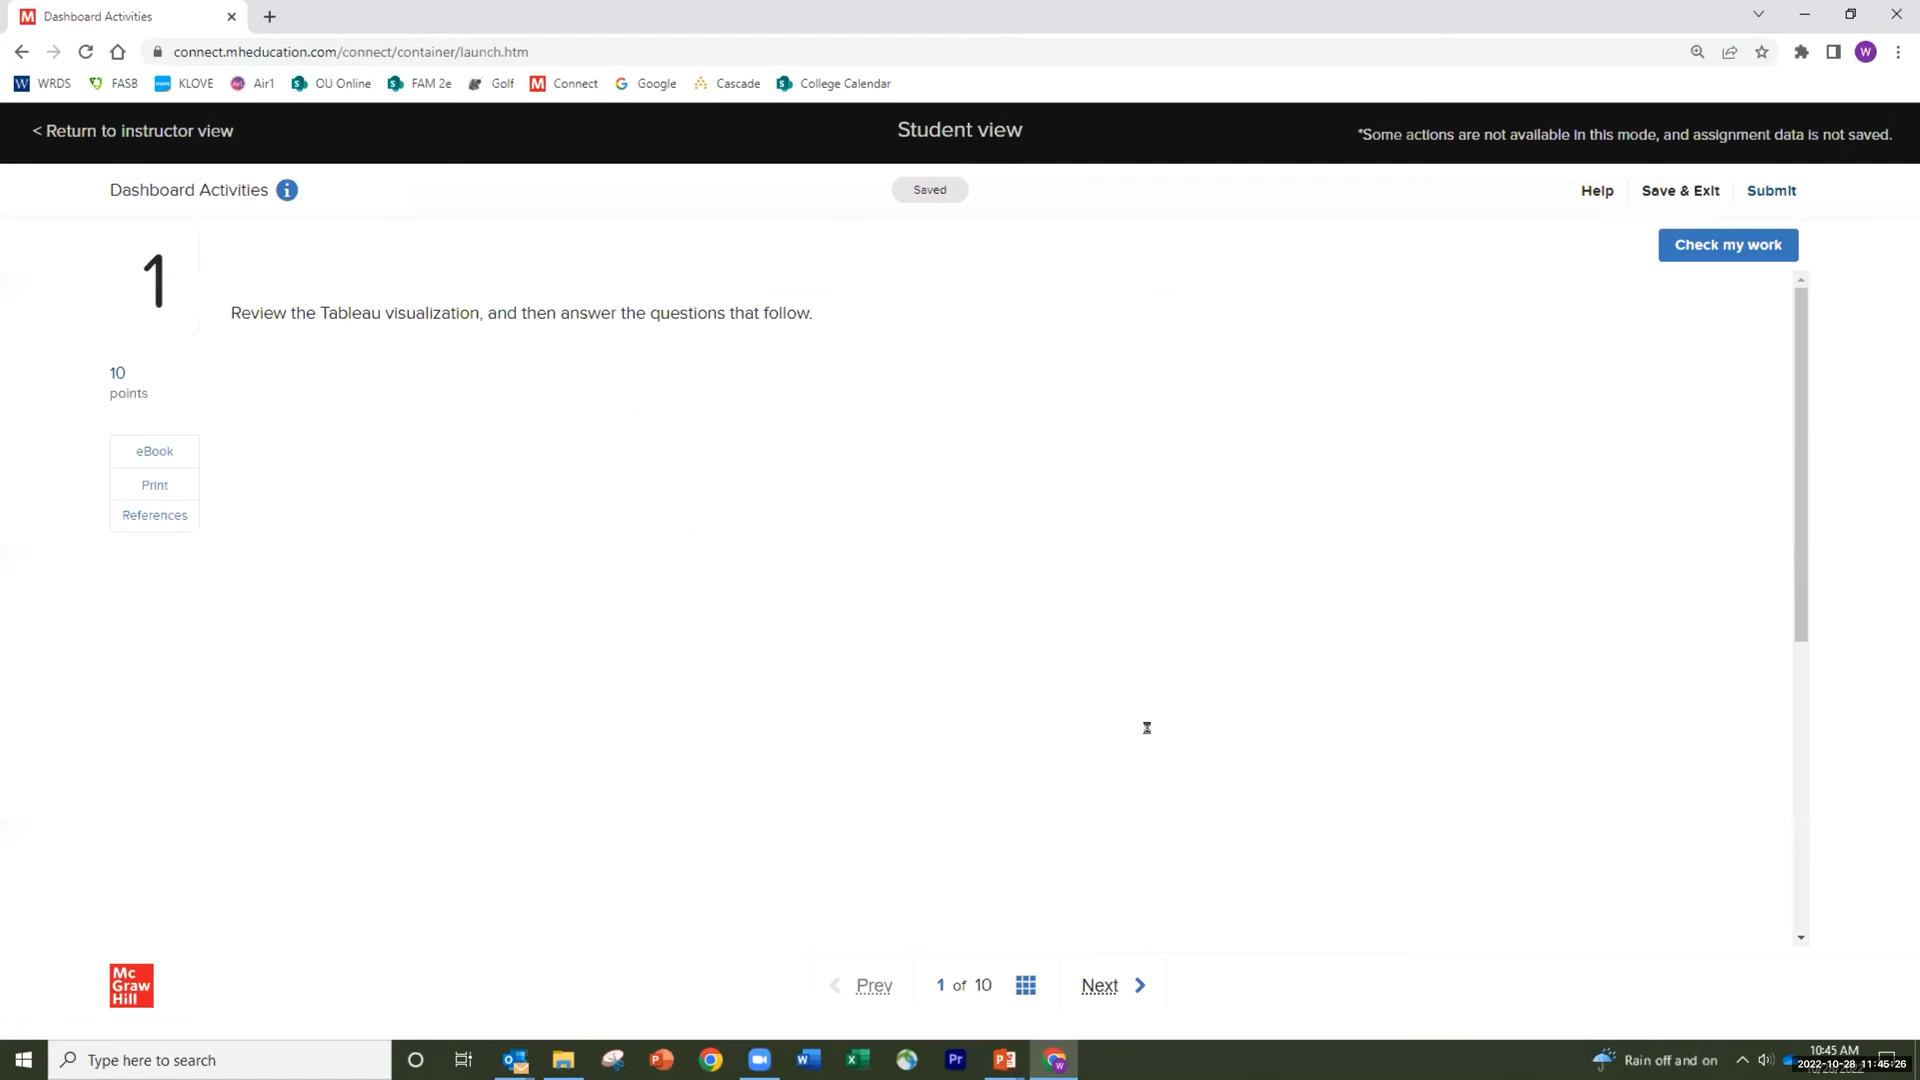 Dashboard Activities
connect.mheducation.com/connect/container/launch.htm
W
WRDS FASB KLOVE Air1 OU Online FAM 2e Golf Connect Google Cascade College Calendar
< Return to instructor view
Student view
*Some actions are not available in this mode, and assignment data is not saved.
Dashboard Activities
Saved
Help
Save & Exit
Submit
1
Check my work
Review the Tableau visualization, and then answer the questions that follow.
10
points
eBook
Print
References
Mc
Graw
Hill
Prev 1 of 10 Next
Type here to search
Pr
Rain off and on
10:45 AM
2022-10-28 11:45:26